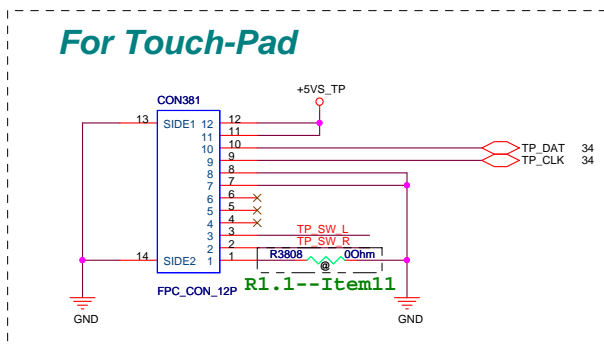 For Touch-Pad
+5VS_TP
CON381
13 SIDE1 12 12
11 11
10 10 TP_DAT 34
9 9 TP_CLK 34
8 8
7 7
6 6
5 5
4 4
3 3 TP_SW_L
2 2 TP_SW_R
14 SIDE2 1 1 R3808 0Ohm
@
FPC_CON_12P R1.1--Item11
GND GND